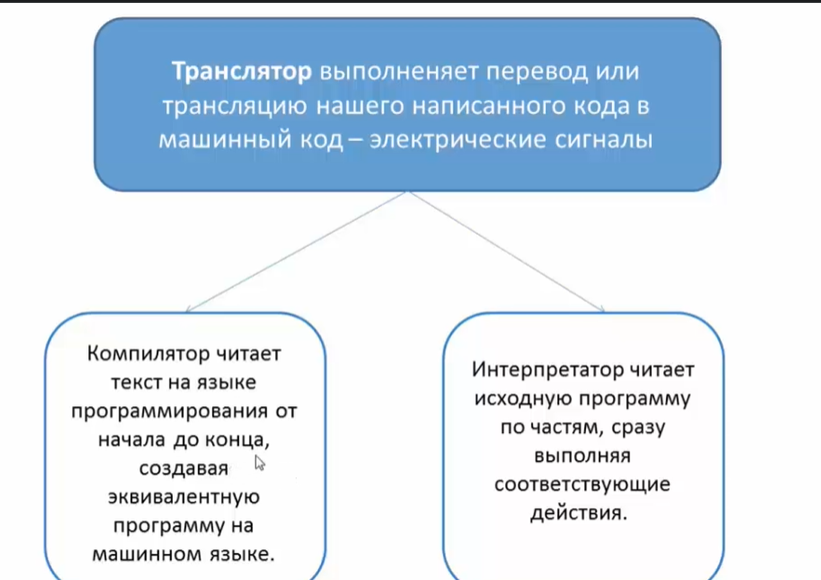 Транслятор выполненяет перевод или
трансляцию нашего написанного кода в
машинный код – электрические сигналы
Компилятор читает
текст на языке
программирования от
начала до конца,
создавая
эквивалентную
программу на
машинном языке.
Интерпретатор читает
исходную программу
по частям, сразу
выполняя
соответствующие
действия.